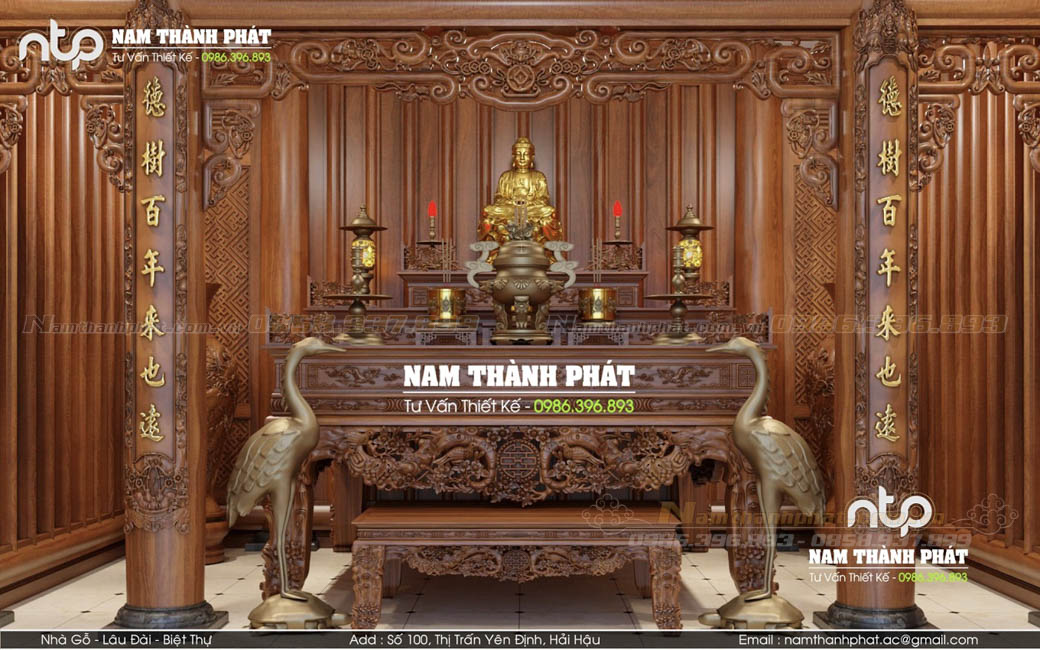 ntp NAM THÀNH PHÁT
Tư Vấn Thiết Kế - 0986.396.893
德樹百年来也遠
德樹百年来也遠
NAM THÀNH PHÁT
Tư Vấn Thiết Kế - 0986.396.893
ntp
NAM THÀNH PHÁT
Tư Vấn Thiết Kế - 0986.396.893
Nhà Gỗ - Lâu Đài - Biệt Thự
Add : Số 100, Thị Trấn Yên Định, Hải Hậu
Email : namthanhphat.ac@gmail.com